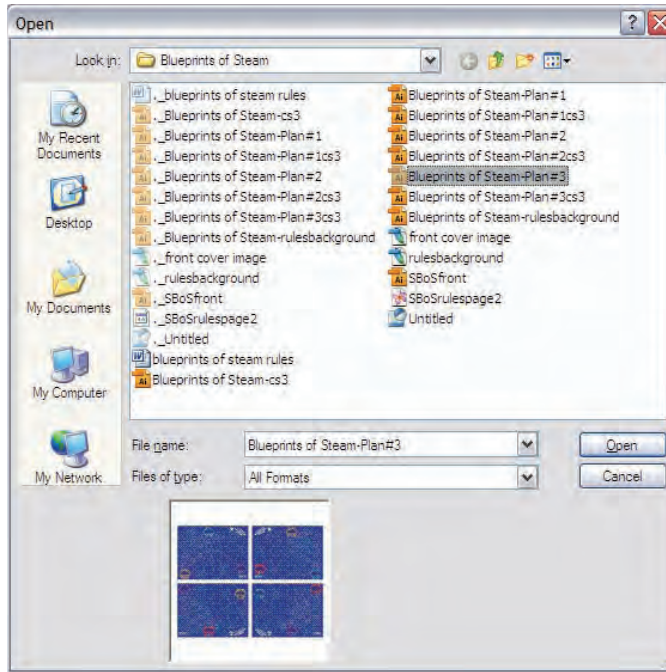 Open
Look in:
Blueprints of Steam
My Recent
Documents
Desktop
My Documents
My Computer
My Network
._blueprints of steam rules
._Blueprints of Steam-cs3
._Blueprints of Steam-Plan#1
._Blueprints of Steam-Plan#1cs3
._Blueprints of Steam-Plan#2
._Blueprints of Steam-Plan#2cs3
._Blueprints of Steam-Plan#3cs3
._Blueprints of Steam-rulesbackground
._front cover image
._rulesbackground
._SBoSfront
._SBoSrulespage2
._Untitled
blueprints of steam rules
Blueprints of Steam-cs3
Blueprints of Steam-Plan#1
Blueprints of Steam-Plan#1cs3
Blueprints of Steam-Plan#2
Blueprints of Steam-Plan#2cs3
Blueprints of Steam-Plan#3
Blueprints of Steam-Plan#3cs3
Blueprints of Steam-rulesbackground
front cover image
rulesbackground
SBoSfront
SBoSrulespage2
Untitled
File name:
Blueprints of Steam-Plan#3
Open
Files of type:
All Formats
Cancel